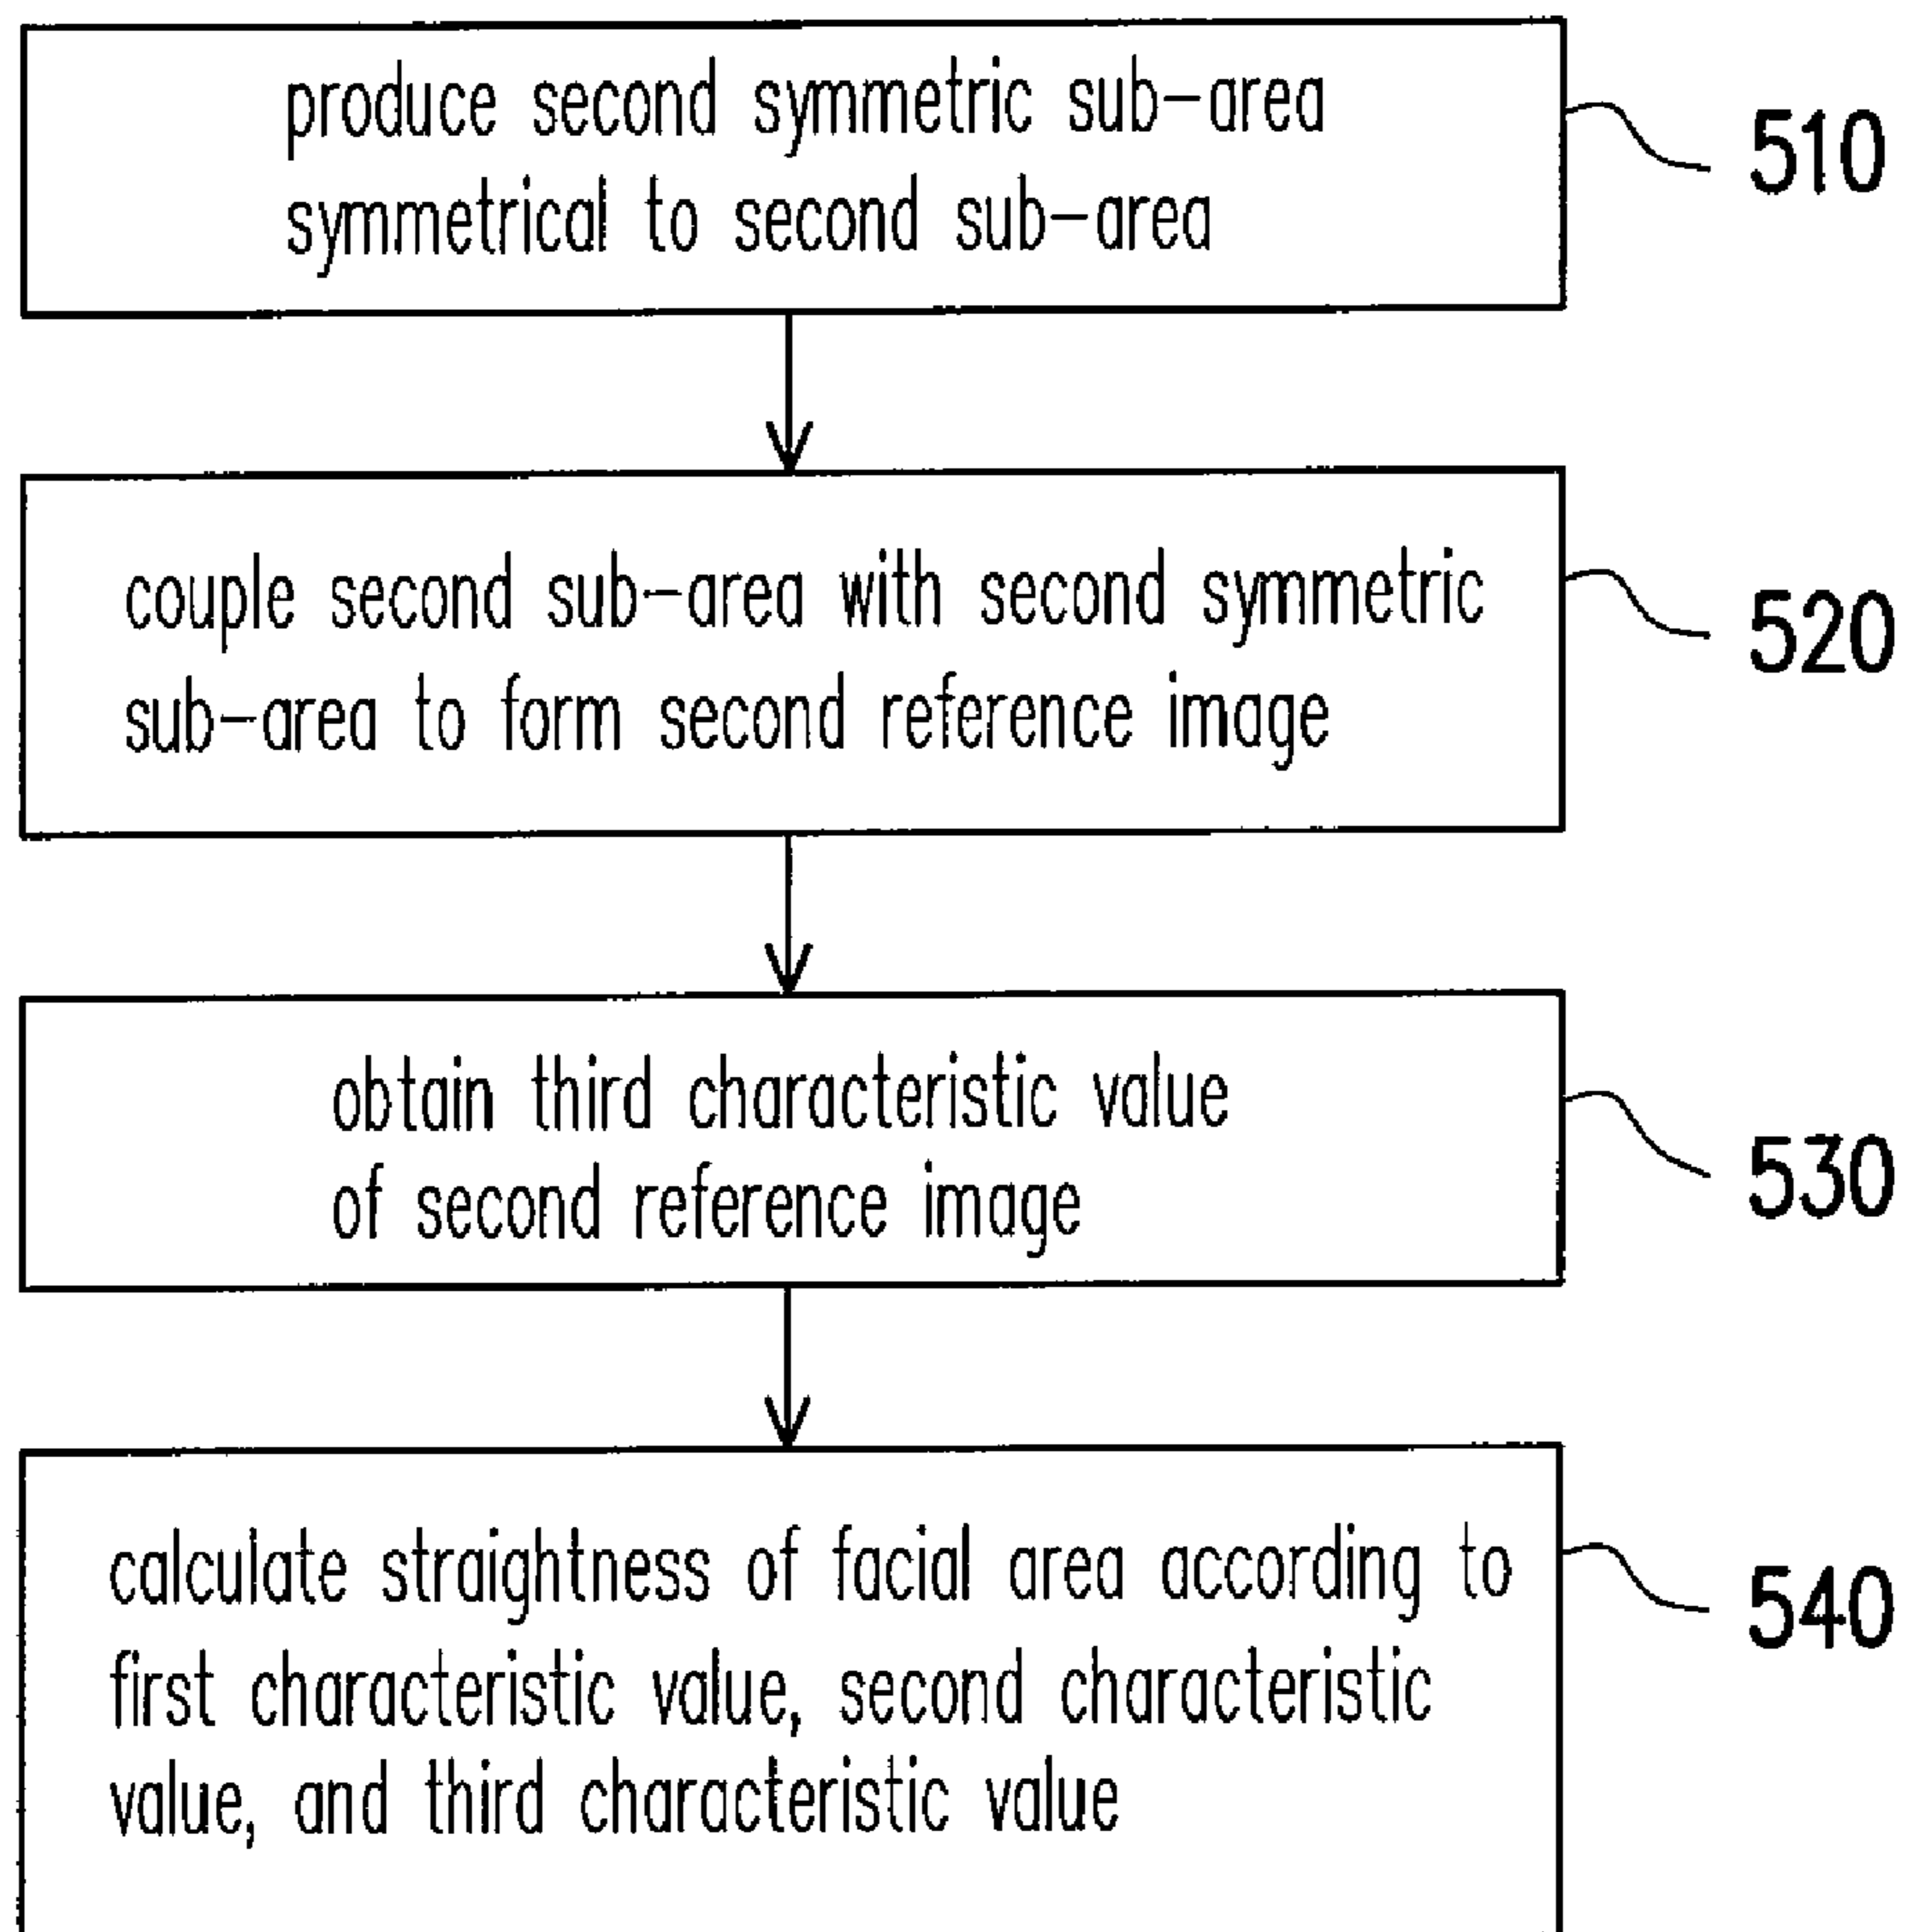 produce second symmetric sub-area
symmetrical to second sub-area
510
couple second sub-area with second symmetric
sub-area to form second reference image
520
obtain third characteristic value
of second reference image
530
calculate straightness of facial area according to
first characteristic value, second characteristic
value, and third characteristic value
540